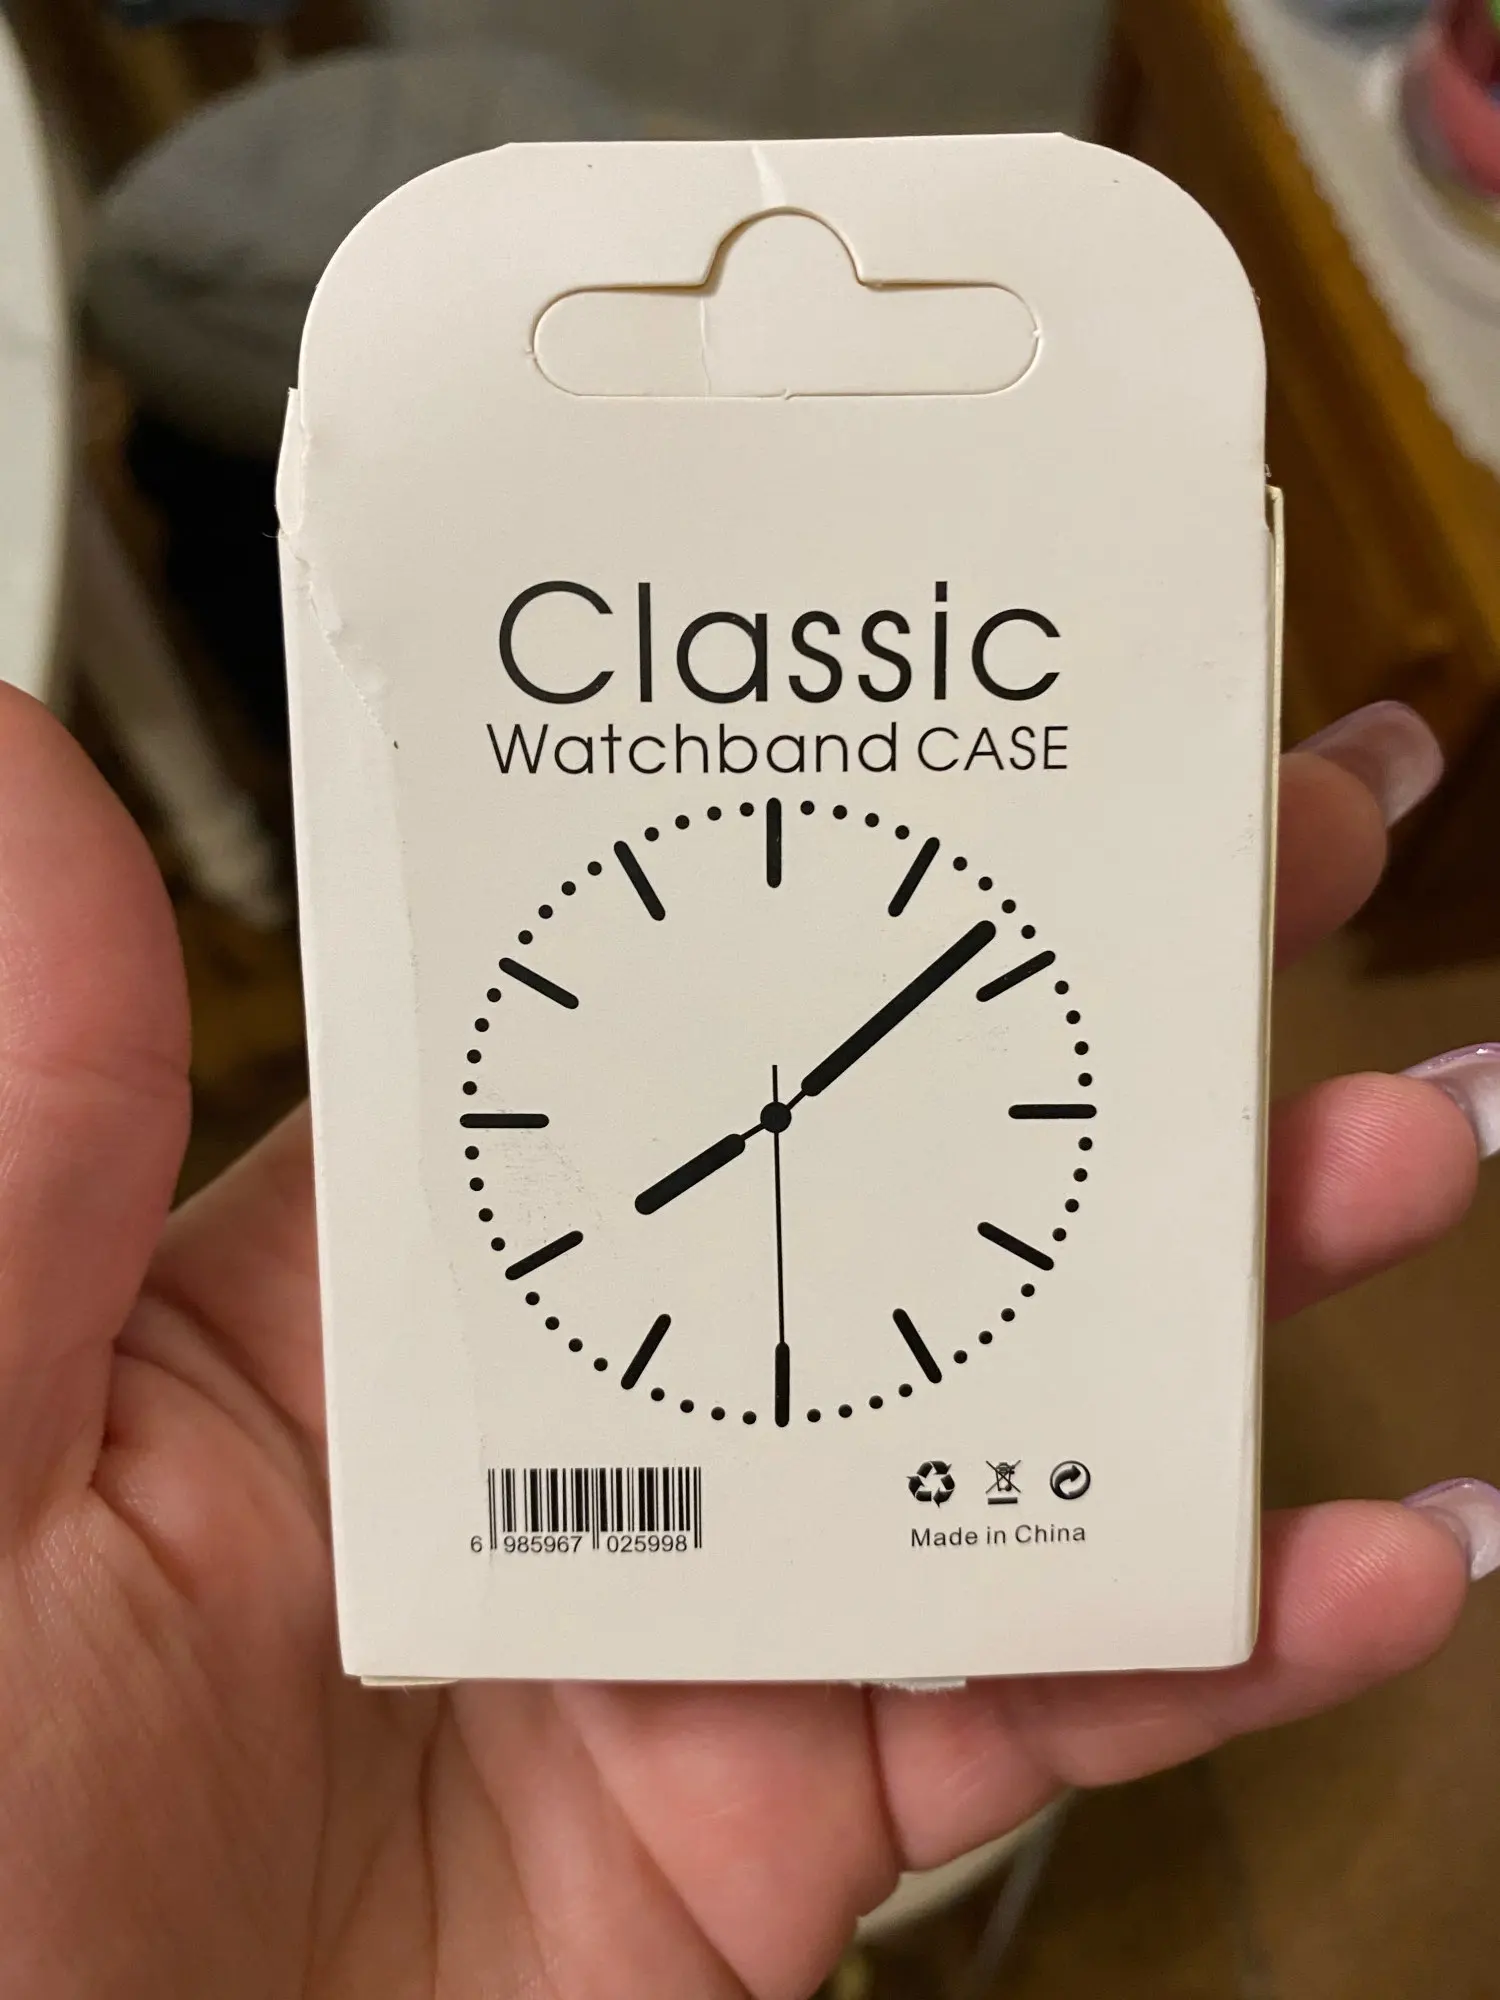 Classic
Watchband CASE
6 985967 025998
Made in China